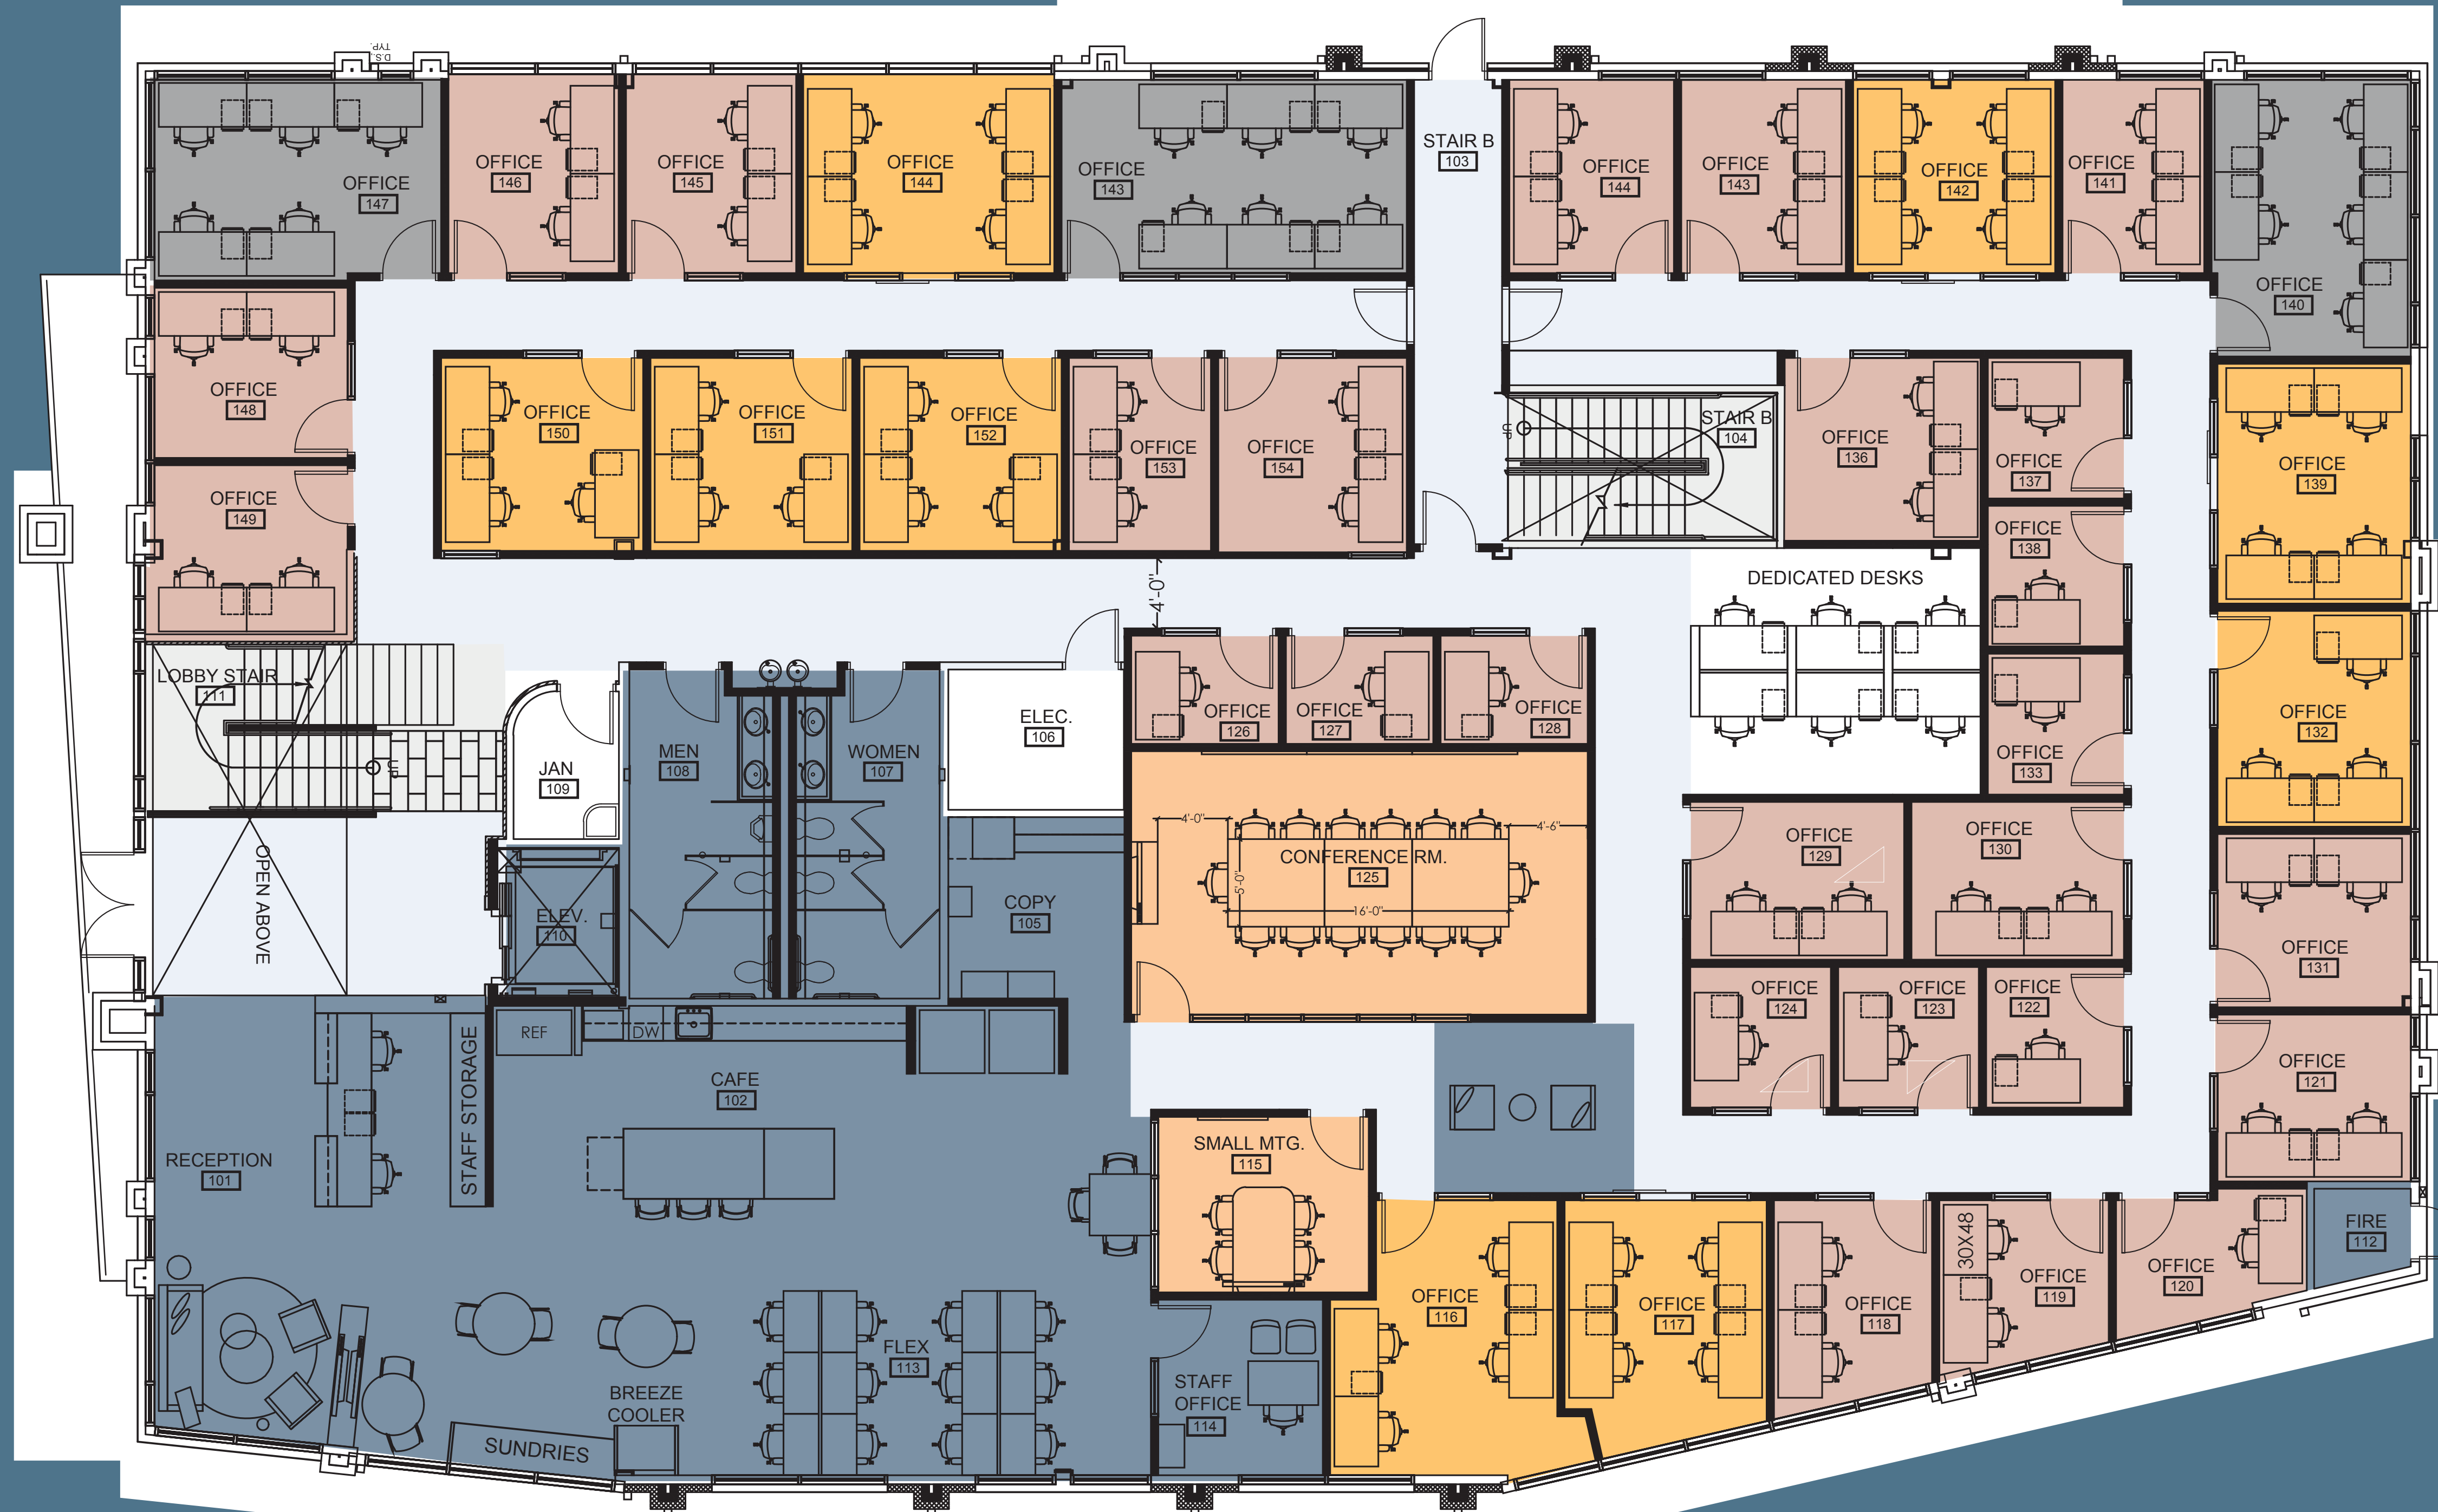 D.S.,
TYP.
OFFICE
147
OFFICE
146
OFFICE
145
OFFICE
144
OFFICE
143
STAIR B
103
OFFICE
144
OFFICE
143
OFFICE
142
OFFICE
141
OFFICE
140
OFFICE
148
OFFICE
149
OFFICE
150
OFFICE
151
OFFICE
152
OFFICE
153
OFFICE
154
UP
STAIR B
104
OFFICE
136
OFFICE
137
OFFICE
138
OFFICE
139
DEDICATED DESKS
4'-0"
LOBBY STAIR
111
UP
JAN
109
MEN
108
WOMEN
107
ELEC.
106
OFFICE
126
OFFICE
127
OFFICE
128
OFFICE
133
OFFICE
132
OPEN ABOVE
ELEV.
110
COPY
105
4'-0"
4'-6"
CONFERENCE RM.
125
5'-0"
16'-0"
OFFICE
129
OFFICE
130
OFFICE
131
OFFICE
124
OFFICE
123
OFFICE
122
OFFICE
121
REF
DW
STAFF STORAGE
CAFE
102
RECEPTION
101
SMALL MTG.
115
FIRE
112
OFFICE
116
OFFICE
117
OFFICE
118
30X48
OFFICE
119
OFFICE
120
FLEX
113
BREEZE
COOLER
SUNDRIES
STAFF
OFFICE
114